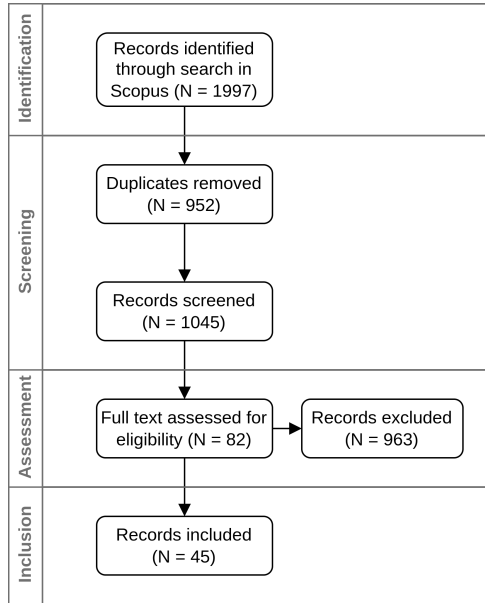 Identification
Records identified
through search in
Scopus (N = 1997)
Screening
Duplicates removed
(N = 952)
Records screened
(N = 1045)
Assessment
Full text assessed for
eligibility (N = 82)
Records excluded
(N = 963)
Inclusion
Records included
(N = 45)